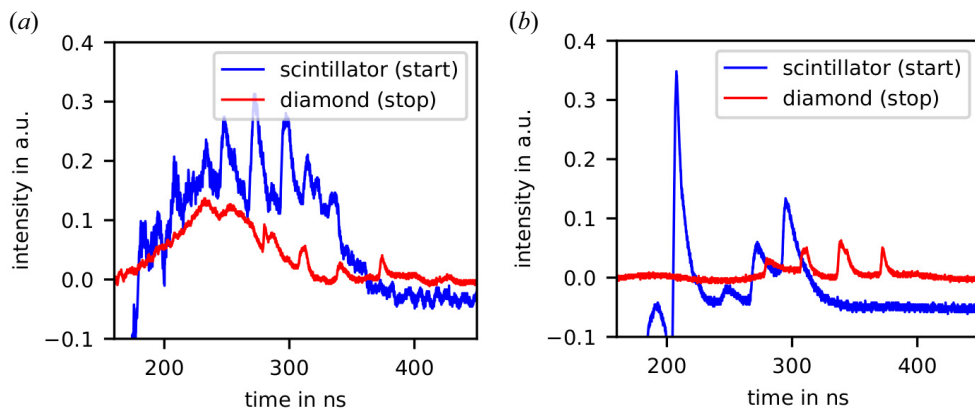 (a)
(b)
0.4
0.3
0.2
0.1
0.0
−0.1
intensity in a.u.
scintillator (start)
diamond (stop)
200
300
400
time in ns
0.4
0.3
0.2
0.1
0.0
−0.1
intensity in a.u.
scintillator (start)
diamond (stop)
200
300
400
time in ns